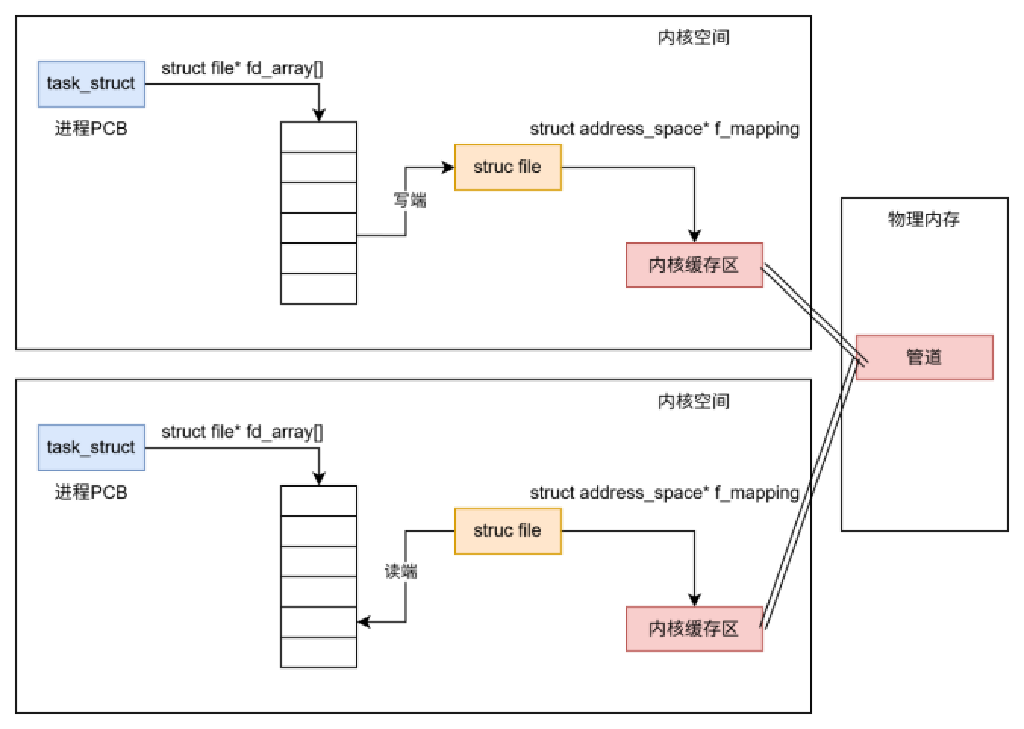 内核空间
struct file* fd_array[]
task_struct
进程PCB
struct address_space* f_mapping
struc file
写端
内核缓存区
物理内存
管道
内核空间
struct file* fd_array[]
task_struct
进程PCB
struct address_space* f_mapping
struc file
读端
内核缓存区